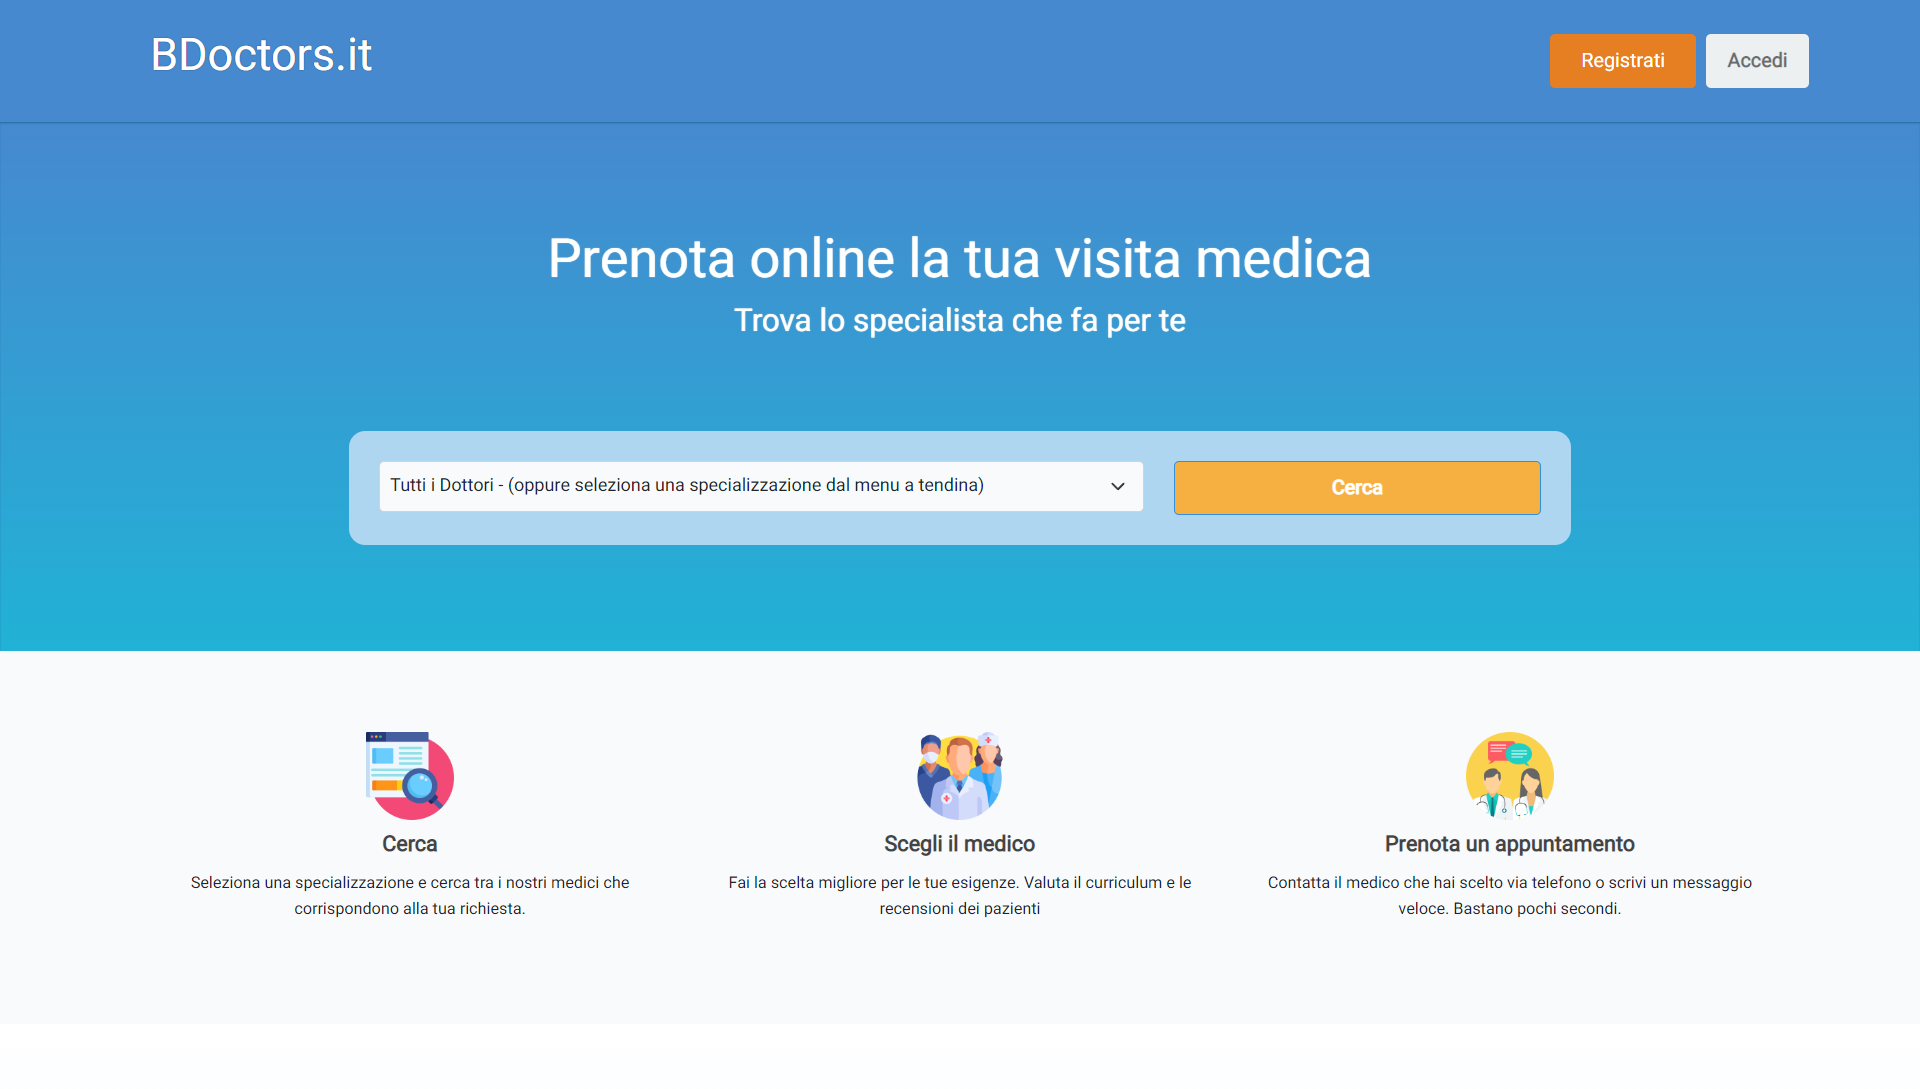 BDoctors.it
Registrati
Accedi
Prenota online la tua visita medica
Trova lo specialista che fa per te
Tutti i Dottori - (oppure seleziona una specializzazione dal menu a tendina)
Cerca
Cerca
Seleziona una specializzazione e cerca tra i nostri medici che
corrispondono alla tua richiesta.
Scegli il medico
Fai la scelta migliore per le tue esigenze. Valuta il curriculum e le
recensioni dei pazienti
Prenota un appuntamento
Contatta il medico che hai scelto via telefono o scrivi un messaggio
veloce. Bastano pochi secondi.